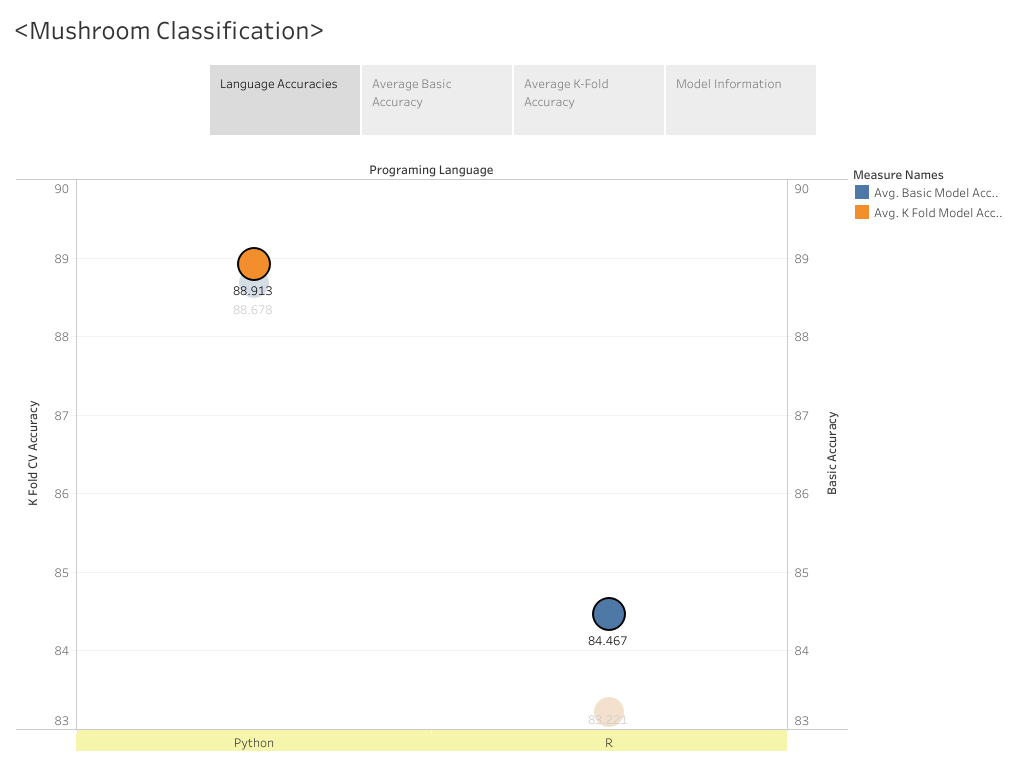 <Mushroom Classification>
Language Accuracies
Average Basic
Accuracy
Average K-Fold
Accuracy
Model Information
Programing Language
Measure Names
Avg. Basic Model Acc..
Avg. K Fold Model Acc..
K Fold CV Accuracy
90
89
88
87
86
85
84
83
88.913
88.678
84.467
83.221
90
89
88
87
86
85
84
83
Basic Accuracy
Python
R